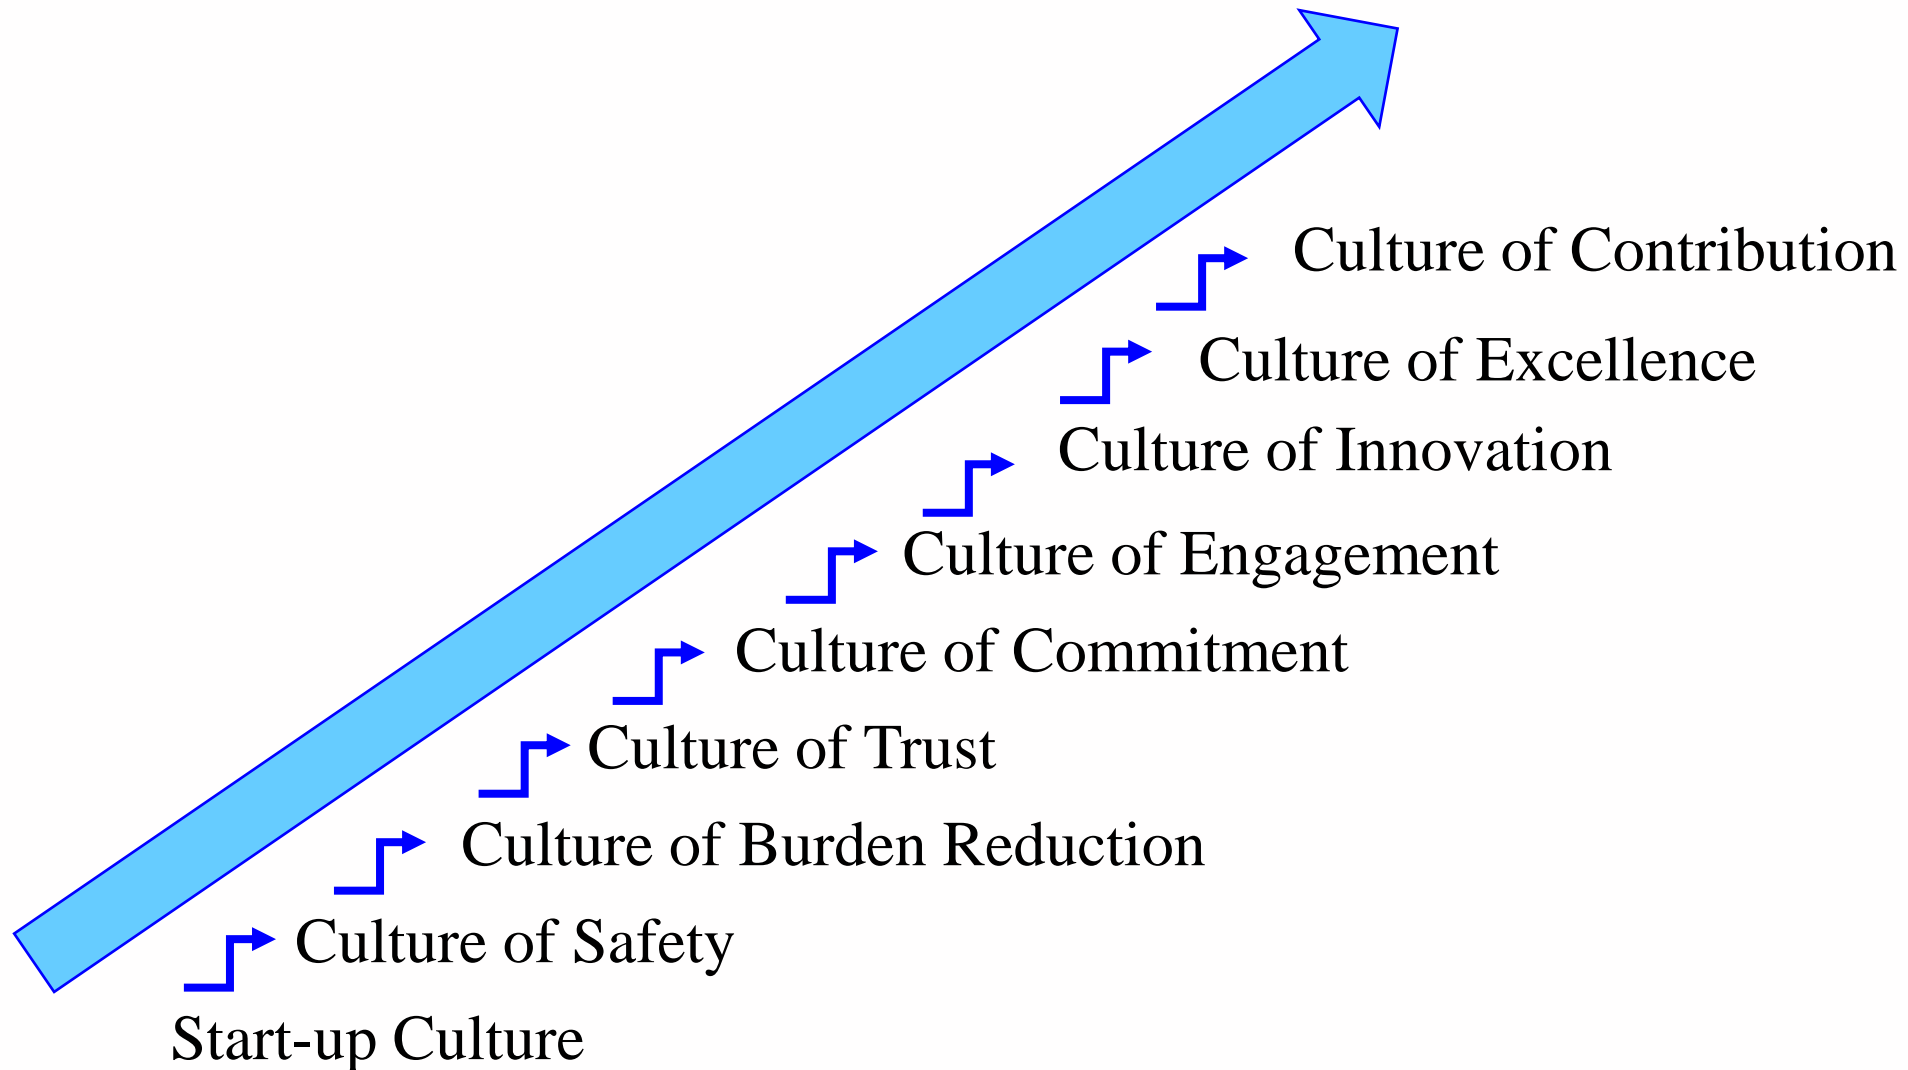 Culture of Contribution
Culture of Excellence
Culture of Innovation
Culture of Engagement
Culture of Commitment
Culture of Trust
Culture of Burden Reduction
Culture of Safety
Start-up Culture